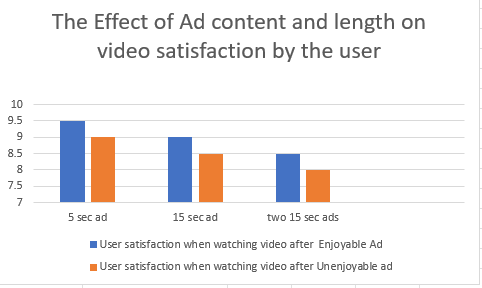 The Effect of Ad content and length on
video satisfaction by the user
10
9.5
9
8.5
8
7.5
7
5 sec ad 15 sec ad two 15 sec ads
User satisfaction when watching video after Enjoyable Ad
User satisfaction when watching video after Unenjoyable ad